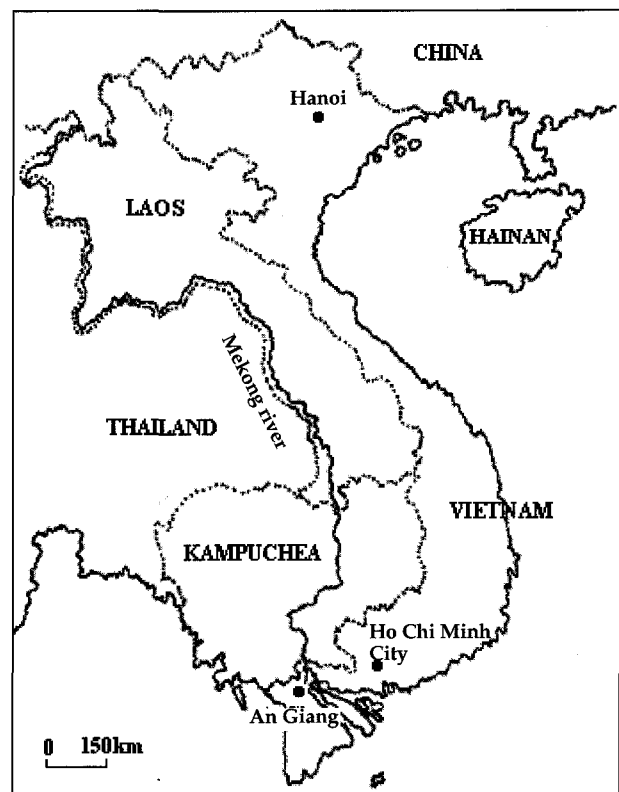 CHINA
Hanoi
LAOS
HAINAN
Mekong river
THAILAND
VIETNAM
KAMPUCHEA
Ho Chi Minh
City
An Giang
0 150km